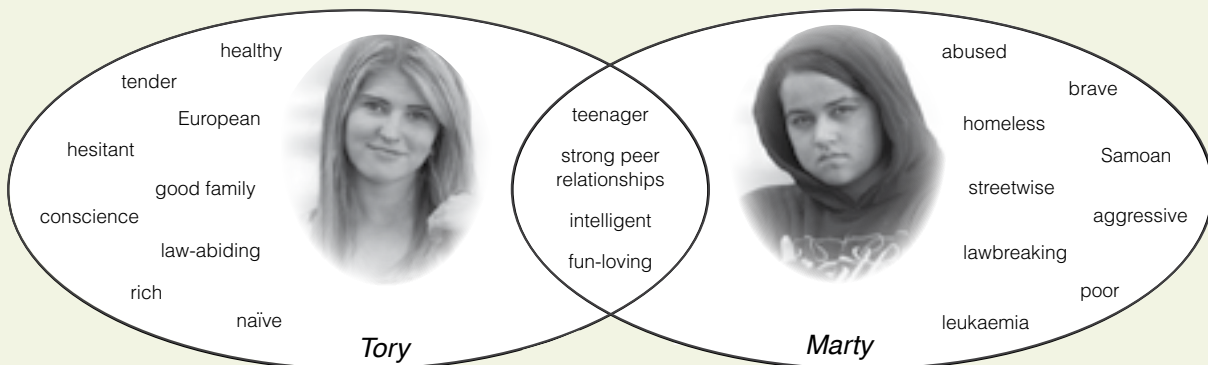 healthy
tender
European
hesitant
good family
conscience
law-abiding
rich
naïve
Tory
teenager
strong peer
relationships
intelligent
fun-loving
abused
brave
homeless
Samoan
streetwise
aggressive
lawbreaking
poor
leukaemia
Marty